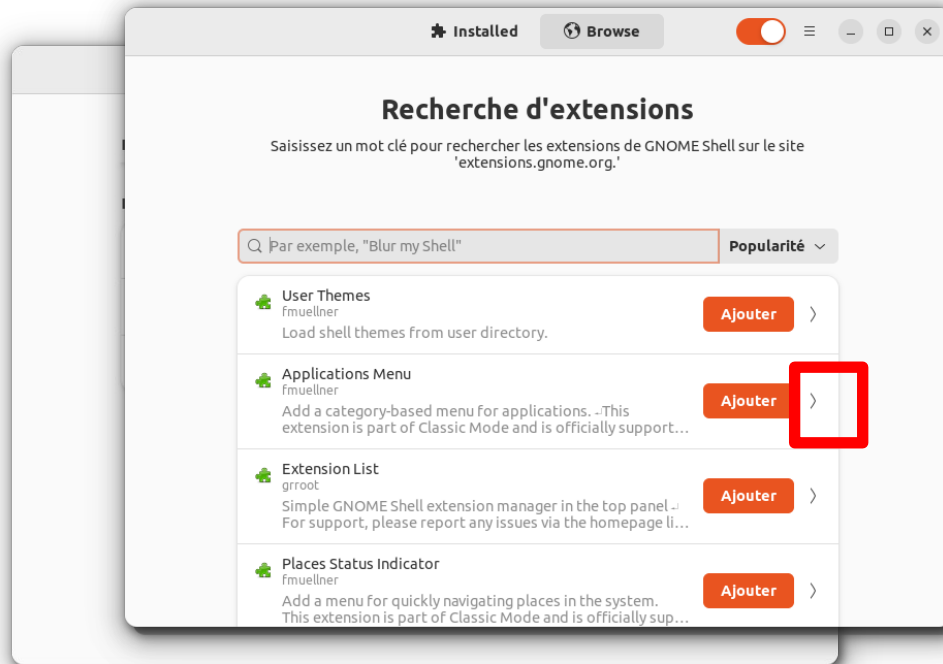 Installed
Browse
Recherche d'extensions
Saisissez un mot clé pour rechercher les extensions de GNOME Shell sur le site
'extensions.gnome.org.'
Par exemple, "Blur my Shell"
Popularité
User Themes
fmuellner
Load shell themes from user directory.
Ajouter
Applications Menu
fmuellner
Add a category-based menu for applications. ↵This
extension is part of Classic Mode and is officially support…
Ajouter
Extension List
grroot
Simple GNOME Shell extension manager in the top panel ↵
For support, please report any issues via the homepage li…
Ajouter
Places Status Indicator
fmuellner
Add a menu for quickly navigating places in the system.
This extension is part of Classic Mode and is officially sup…
Ajouter